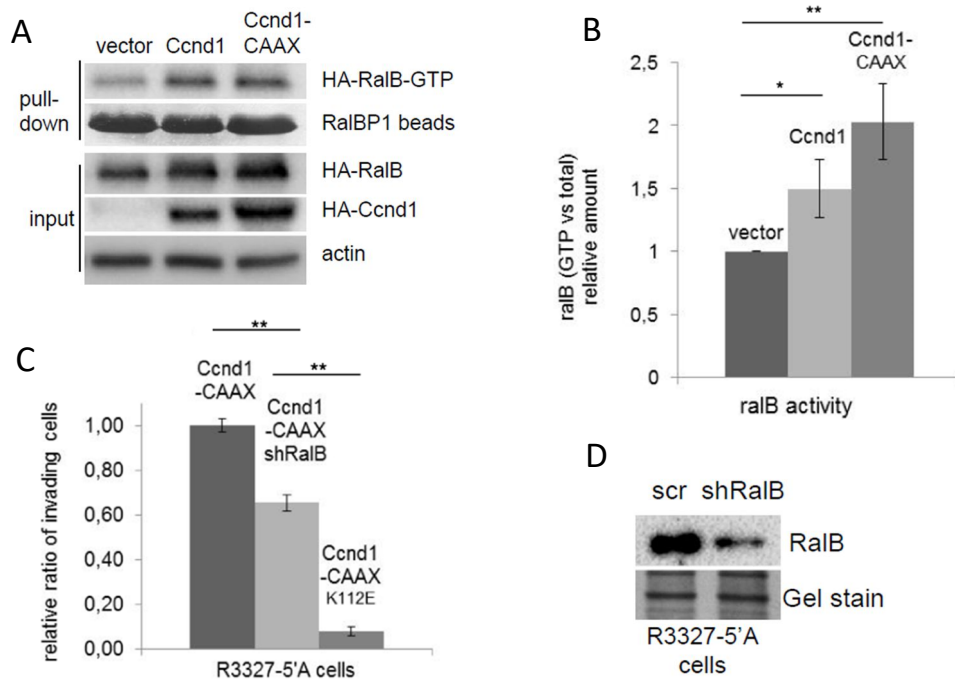 A
vector Ccnd1 Ccnd1-
CAAX
pull-
down
HA-RalB-GTP
RalBP1 beads
input
HA-RalB
HA-Ccnd1
actin
B
**
*
Ccnd1-
CAAX
Ccnd1
vector
ralB (GTP vs total)
relative amount
2,5
2
1,5
1
0,5
0
ralB activity
C
**
**
Ccnd1
-CAAX
Ccnd1
-CAAX
shRalB
Ccnd1
-CAAX
K112E
relative ratio of invading cells
1,00
0,80
0,60
0,40
0,20
0,00
R3327-5'A cells
D
scr shRalB
RalB
Gel stain
R3327-5'A
cells